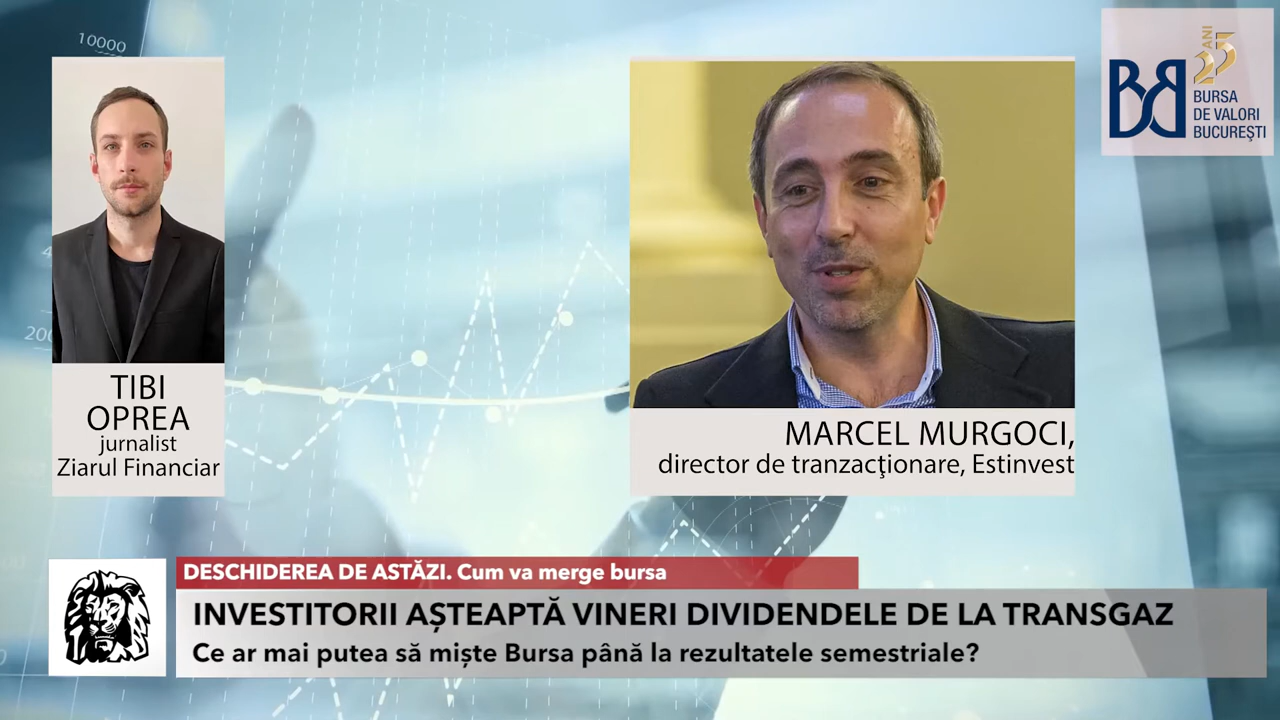 10000
25 ANI
BURSA
DE VALORI
BUCUREŞTI
TIBI
OPREA
jurnalist
Ziarul Financiar
MARCEL MURGOCI,
director de tranzacţionare, Estinvest
DESCHIDEREA DE ASTĂZI. Cum va merge bursa
INVESTITORII AȘTEAPTĂ VINERI DIVIDENDELE DE LA TRANSGAZ
Ce ar mai putea să miște Bursa până la rezultatele semestriale?